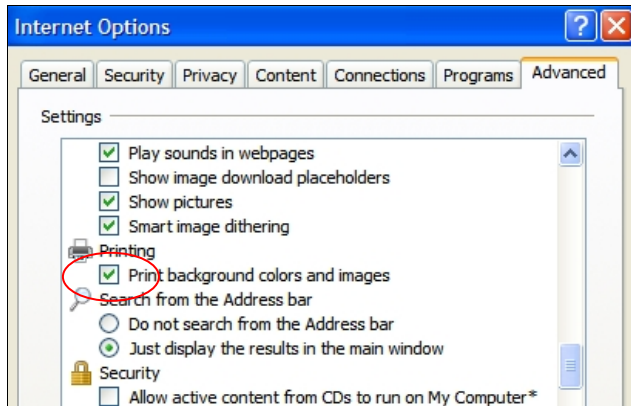 Internet Options
General Security Privacy Content Connections Programs Advanced
Settings
Play sounds in webpages
Show image download placeholders
Show pictures
Smart image dithering
Printing
Print background colors and images
Search from the Address bar
Do not search from the Address bar
Just display the results in the main window
Security
Allow active content from CDs to run on My Computer*